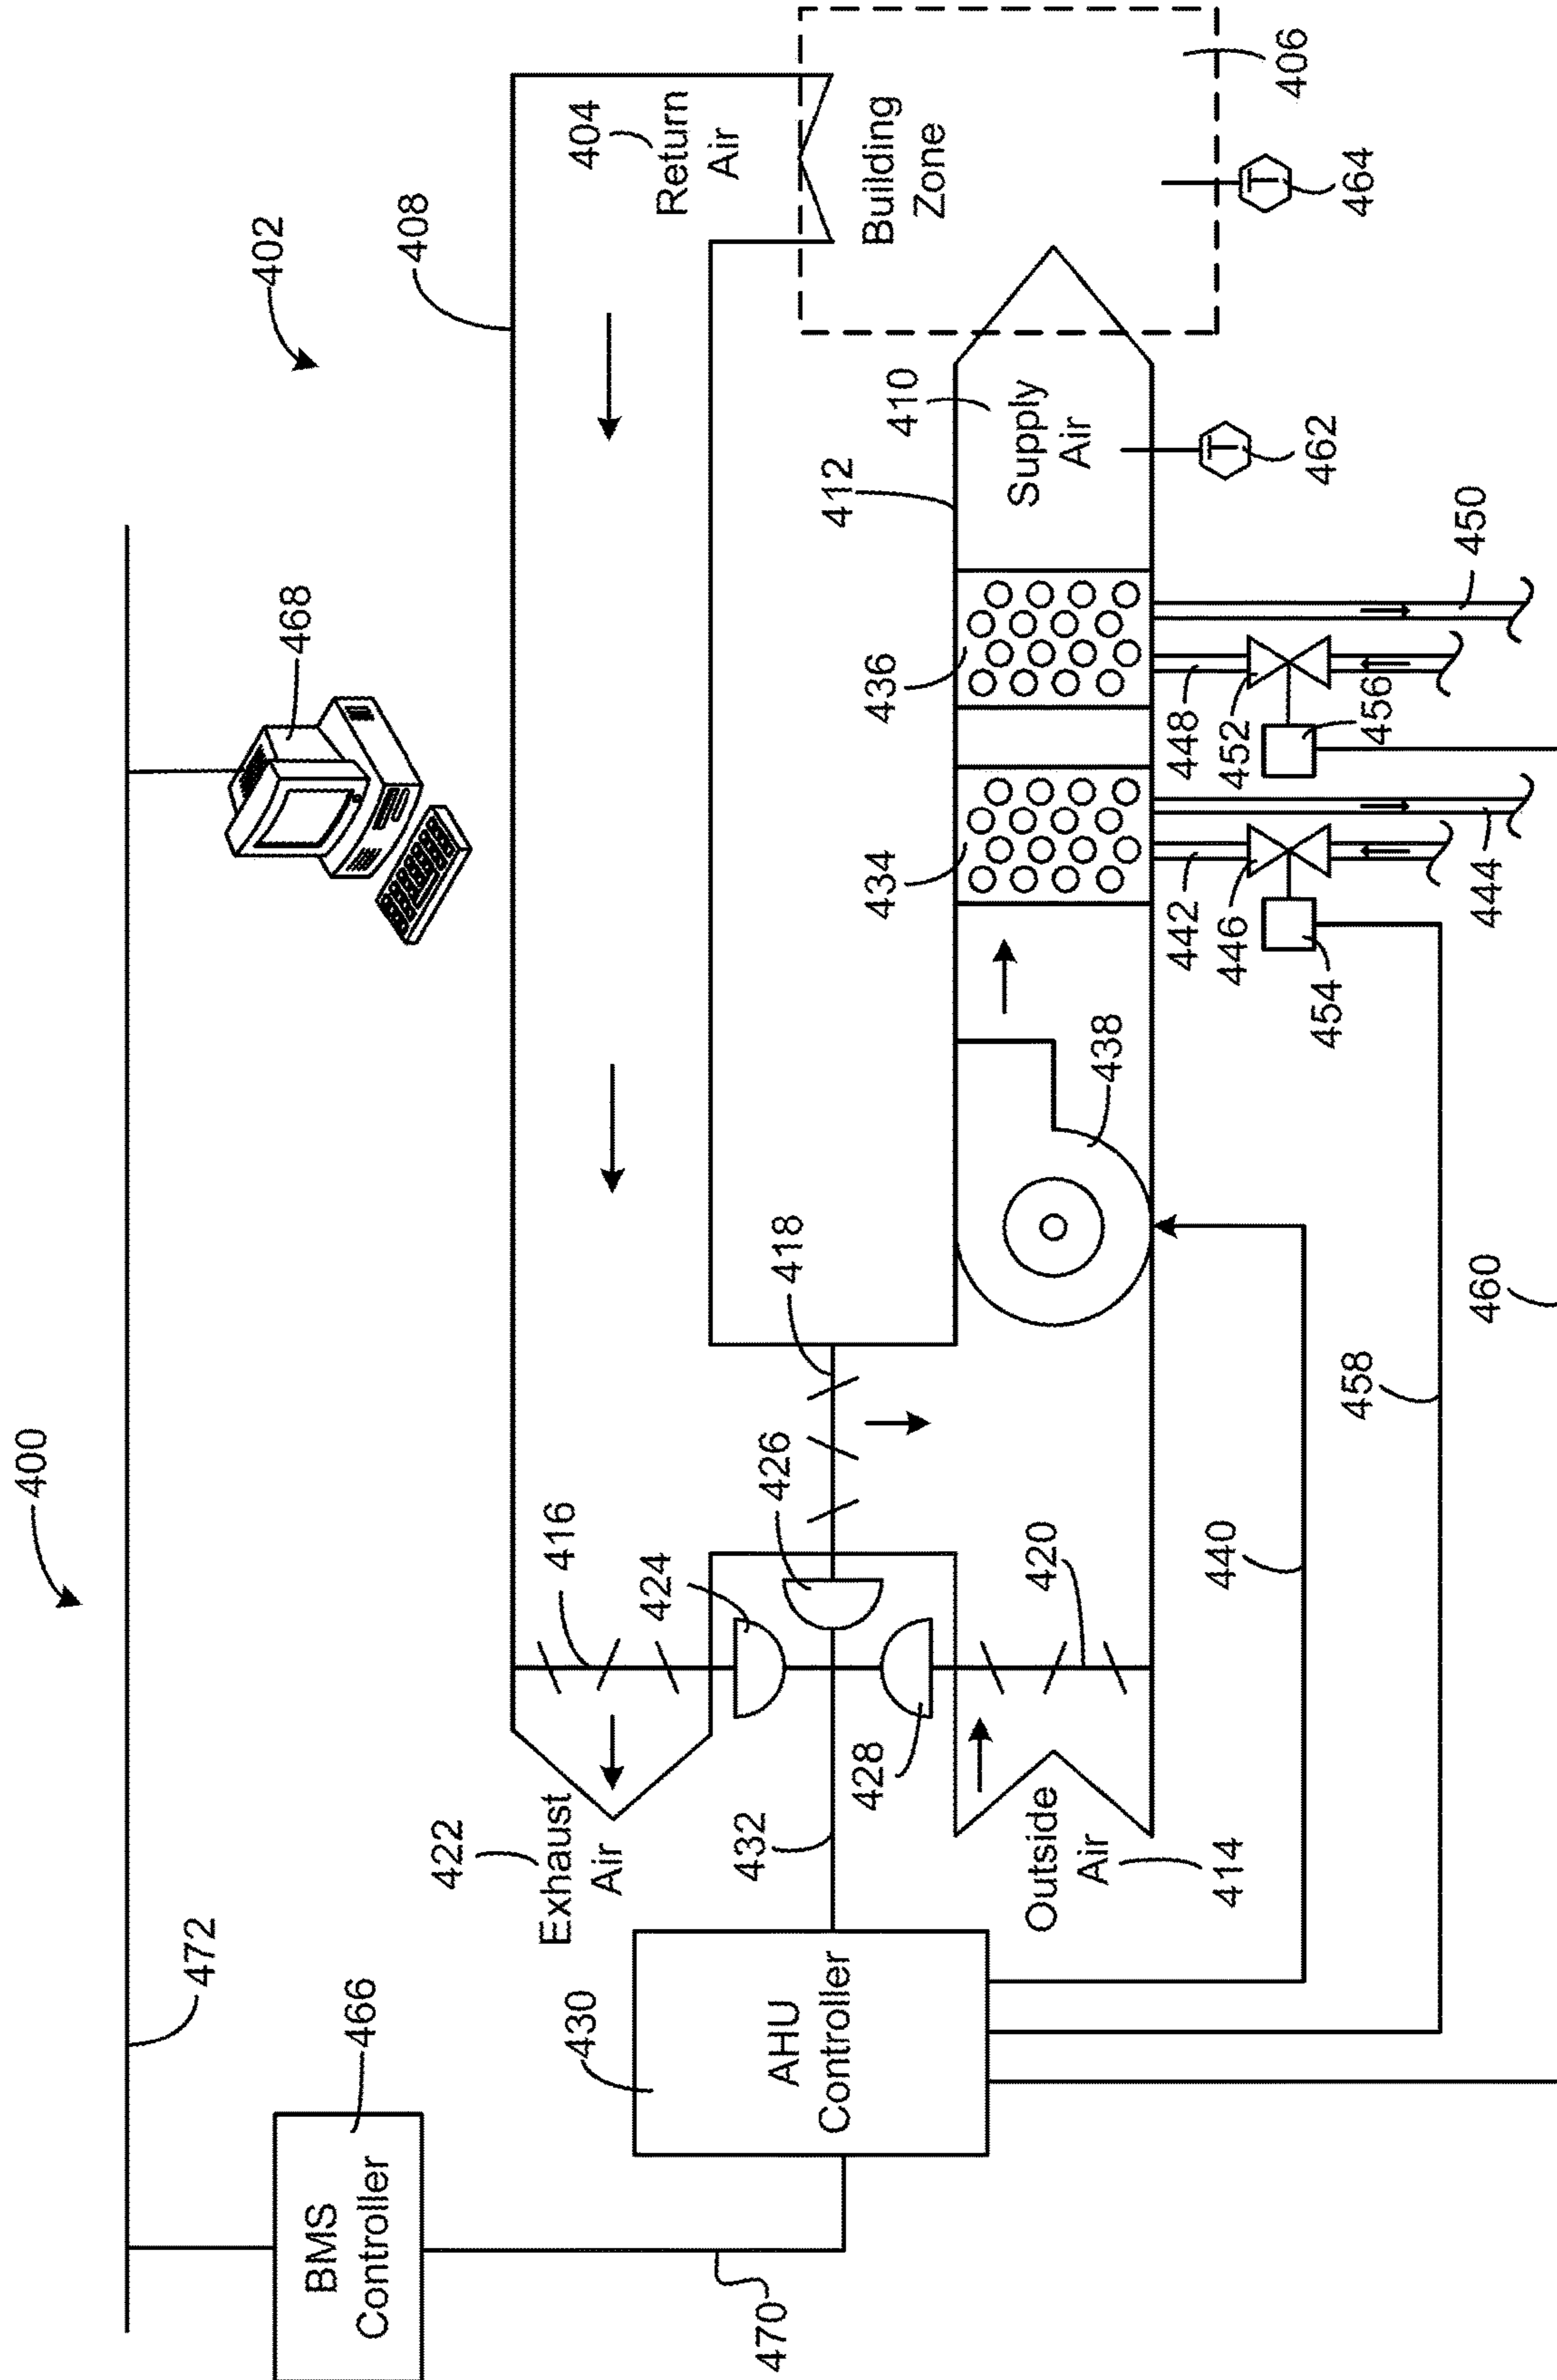 400
472
BMS
Controller
466
470
468
402
408
404
Return
Air
422
Exhaust
Air
416
424
426
418
Building
Zone
406
464
430
AHU
Controller
432
428
Outside
Air
414
420
438
412
410
Supply
Air
462
434
436
442
446
454
444
448
452
456
450
440
458
460